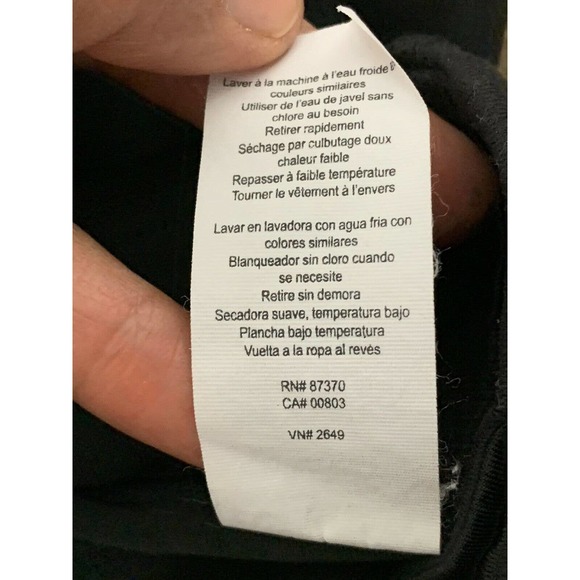 Laver à la machine à l'eau froide
couleurs similaires
Utiliser de l'eau de javel sans
chlore au besoin
Retirer rapidement
Séchage par culbutage doux
chaleur faible
Repasser à faible température
Tourner le vêtement à l'envers
Lavar en lavadora con agua fria con
colores similares
Blanqueador sin cloro cuando
se necesite
Retire sin demora
Secadora suave, temperatura bajo
Plancha bajo temperatura
Vuelta a la ropa al revés
RN# 87370
CA# 00803
VN# 2649